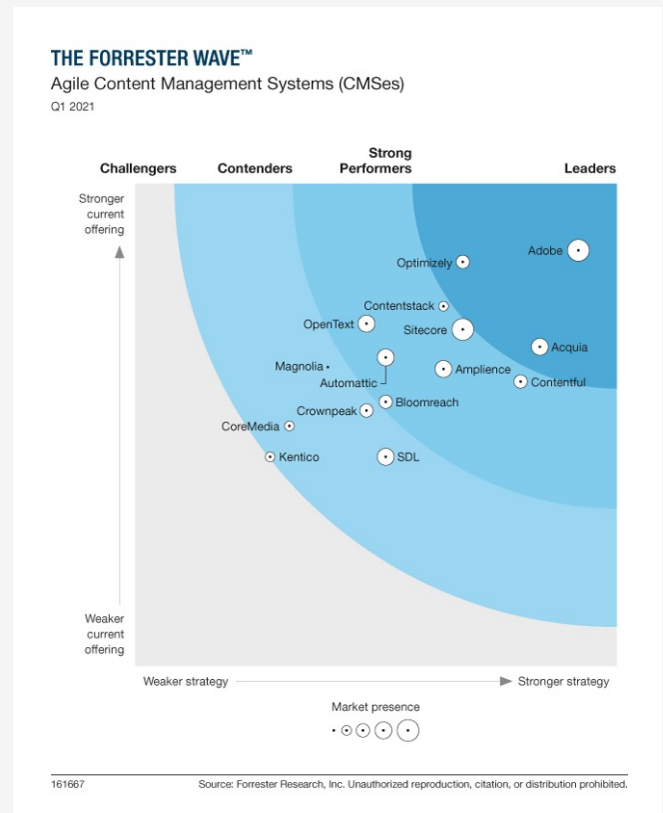 THE FORRESTER WAVE™
Agile Content Management Systems (CMSes)
Q1 2021
Challengers
Contenders
Strong
Performers
Leaders
Stronger
current
offering
Adobe
Optimizely
Contentstack
OpenText
Sitecore
Acquia
Magnolia
Amplience
Automattic
Contentful
Bloomreach
Crownpeak
CoreMedia
Kentico
SDL
Weaker
current
offering
Weaker strategy
Stronger strategy
Market presence
161667
Source: Forrester Research, Inc. Unauthorized reproduction, citation, or distribution prohibited.